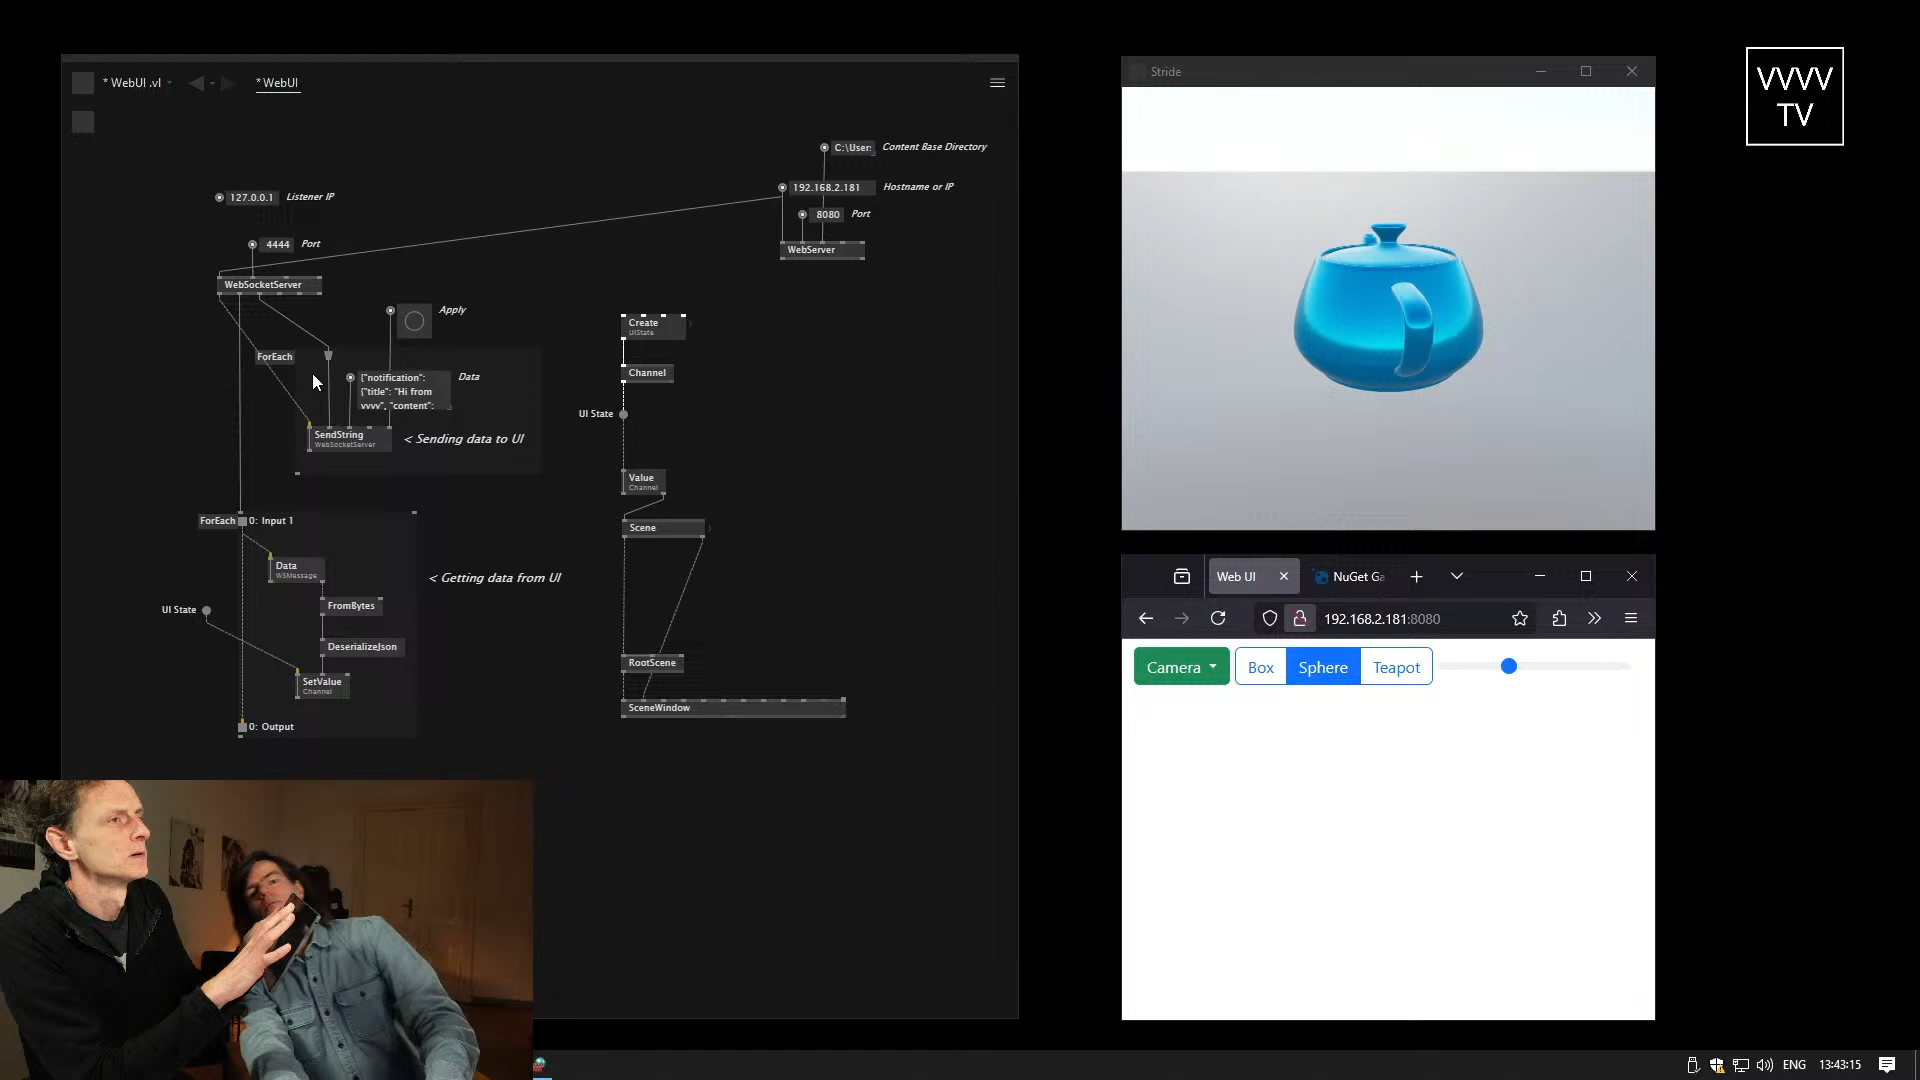 * WebUI .vl
* WebUI
C:\User:
Content Base Directory
127.0.0.1
Listener IP
192.168.2.181
Hostname or IP
8080
Port
4444
Port
WebServer
WebSocketServer
Apply
ForEach
{"notification":
{"title": "Hi from
vvvv", "content":
Data
SendString
WebSocketServer
< Sending data to UI
Create
UIState
Channel
UI State
Value
Channel
Scene
RootScene
SceneWindow
ForEach
0: Input 1
Data
WSMessage
< Getting data from UI
FromBytes
UI State
DeserializeJson
SetValue
Channel
0: Output
Stride
VVVV
TV
Web UI
NuGet Ga
192.168.2.181:8080
Camera
Box
Sphere
Teapot
ENG
13:43:15